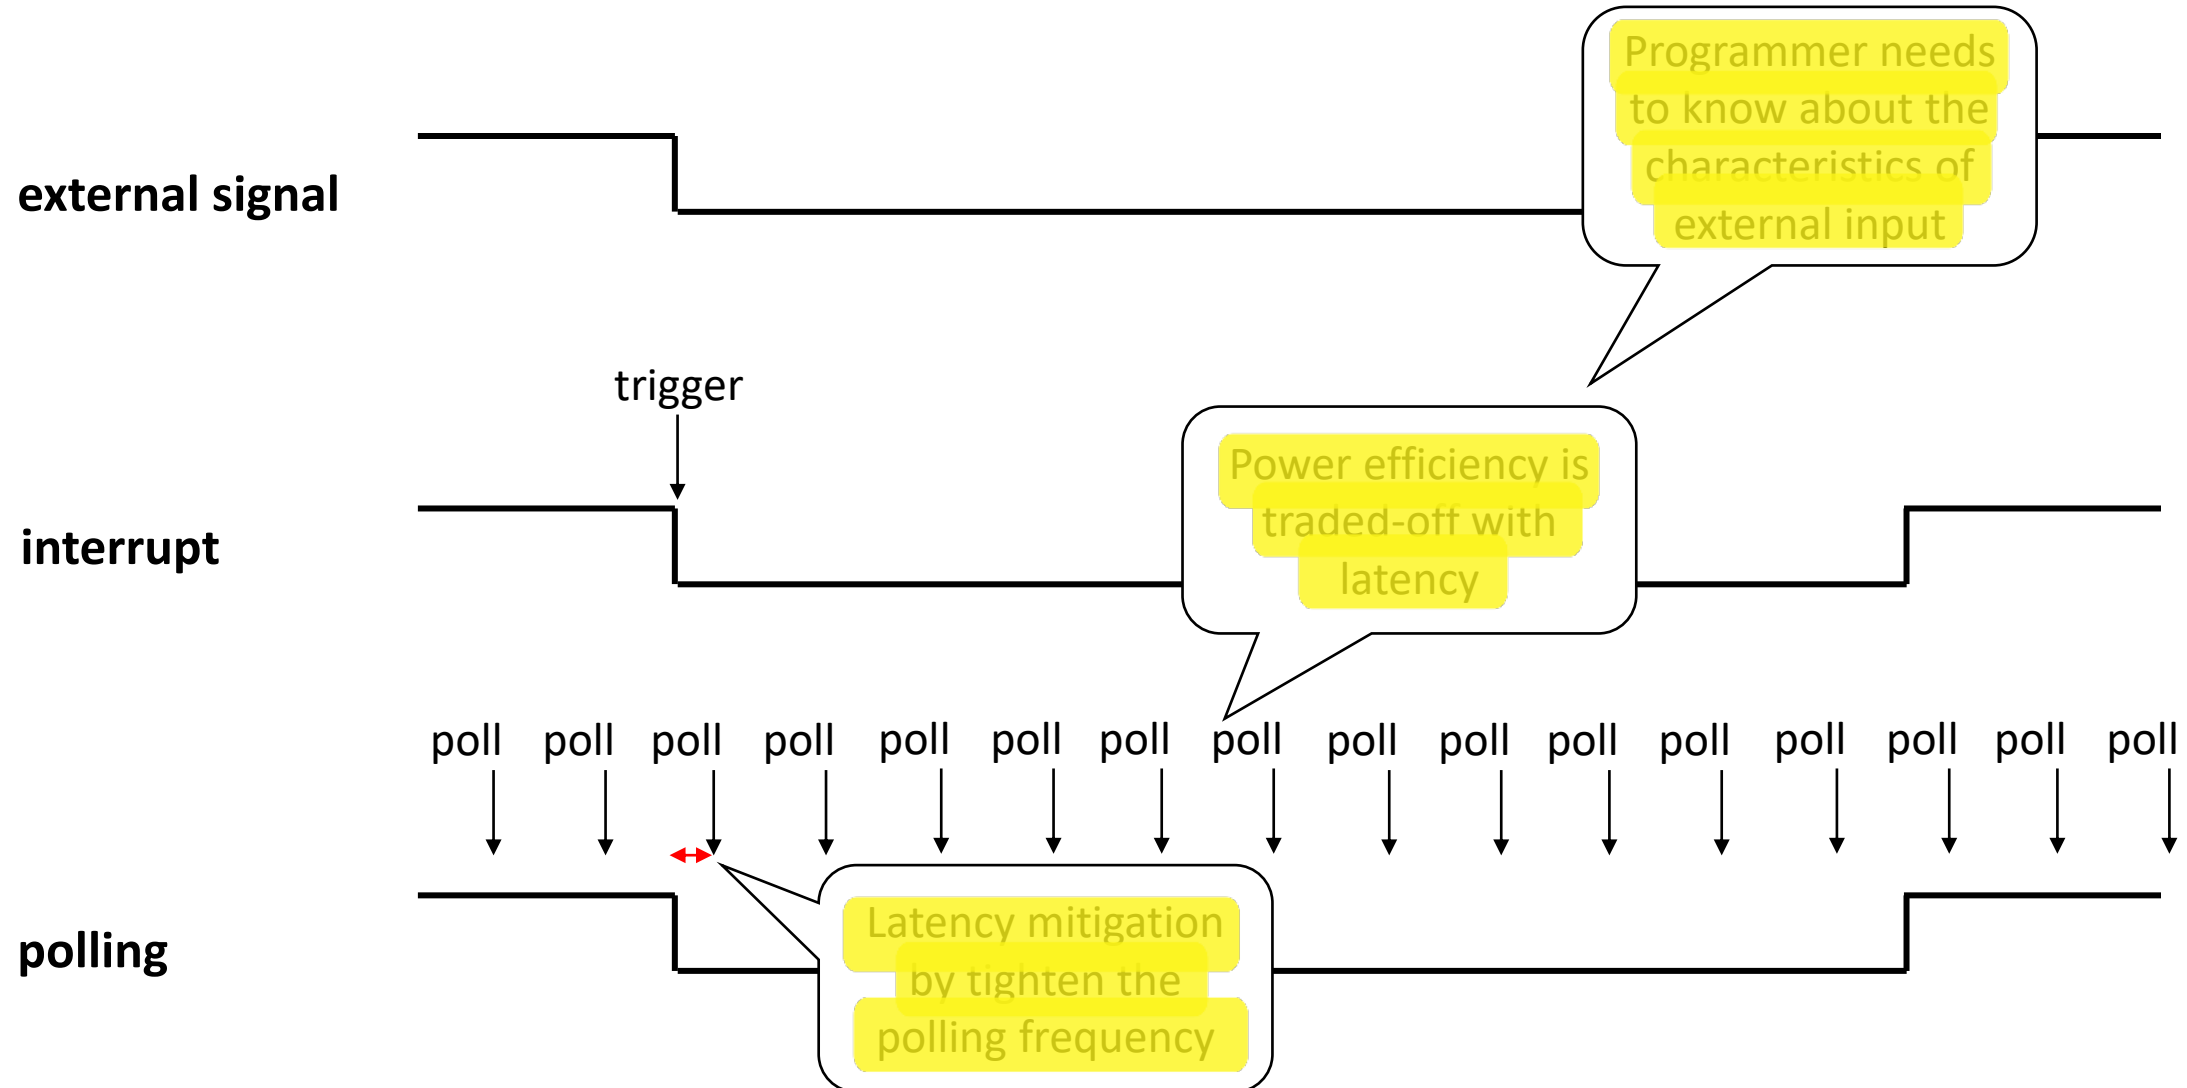 Programmer needs
to know about the
characteristics of
external input
external signal
trigger
Power efficiency is
traded-off with
latency
interrupt
poll poll poll poll poll poll poll poll poll poll poll poll poll poll poll poll
Latency mitigation
by tighten the
polling frequency
polling